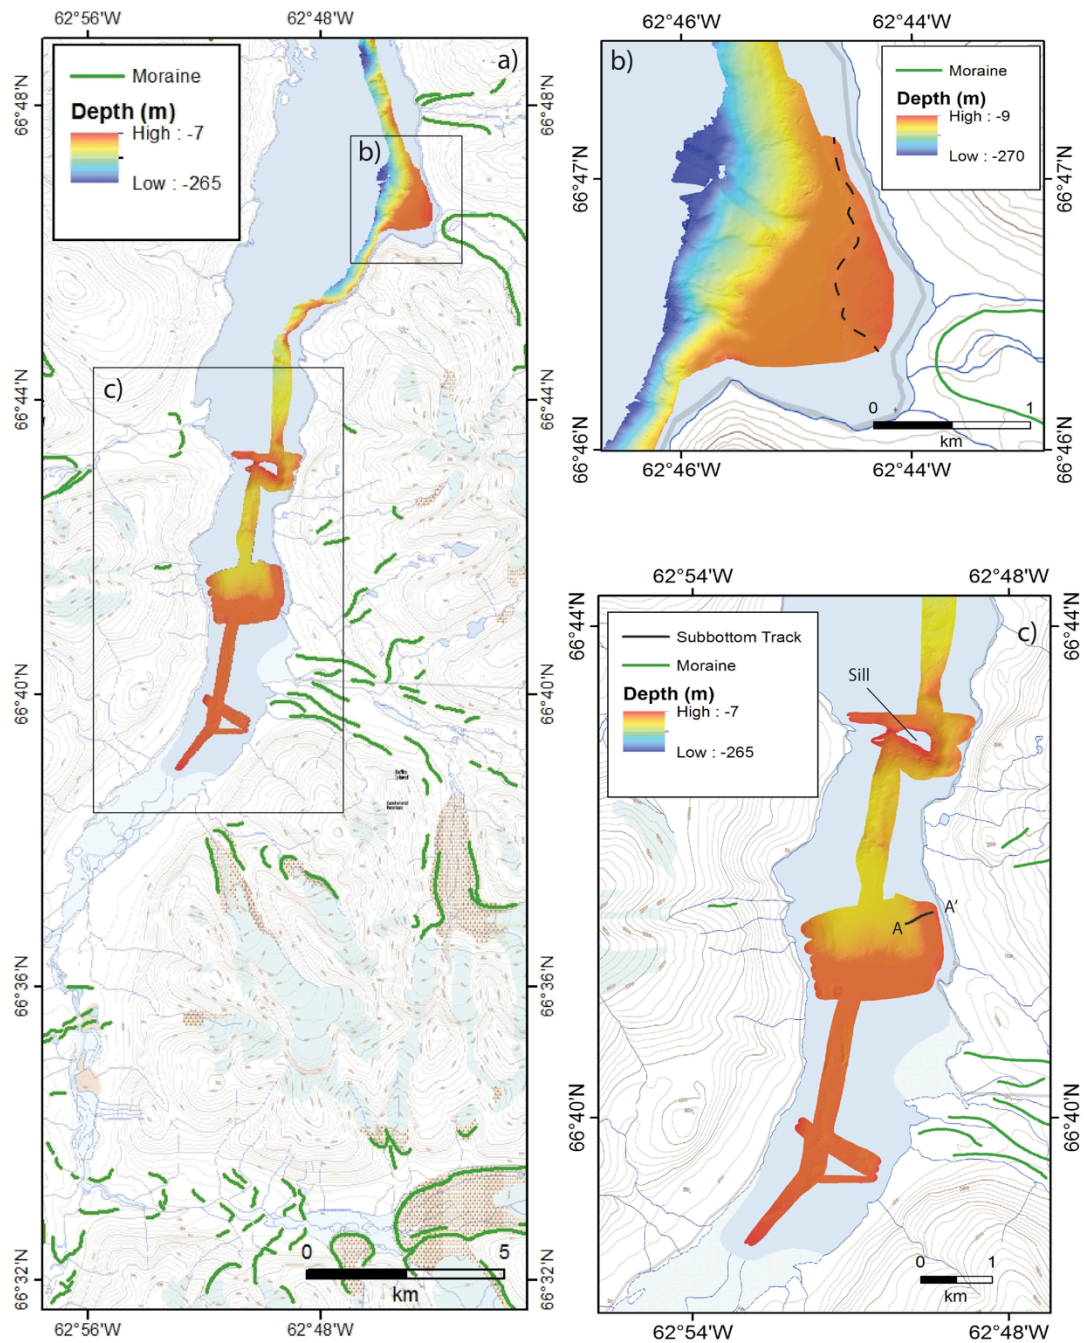 62°56'W
62°48'W
a)
Moraine
Depth (m)
High : -7
Low : -265
66°48'N
66°48'N
b)
66°44'N
66°44'N
c)
66°40'N
66°40'N
66°36'N
66°36'N
66°32'N
66°32'N
0
5
km
62°56'W
62°48'W
62°46'W
62°44'W
b)
Moraine
Depth (m)
High : -9
Low : -270
66°47'N
66°47'N
0
1
km
66°46'N
66°46'N
62°46'W
62°44'W
62°54'W
62°48'W
66°44'N
66°44'N
c)
Subbottom Track
Moraine
Depth (m)
High : -7
Low : -265
Sill
A
A'
66°40'N
66°40'N
0
1
km
62°54'W
62°48'W